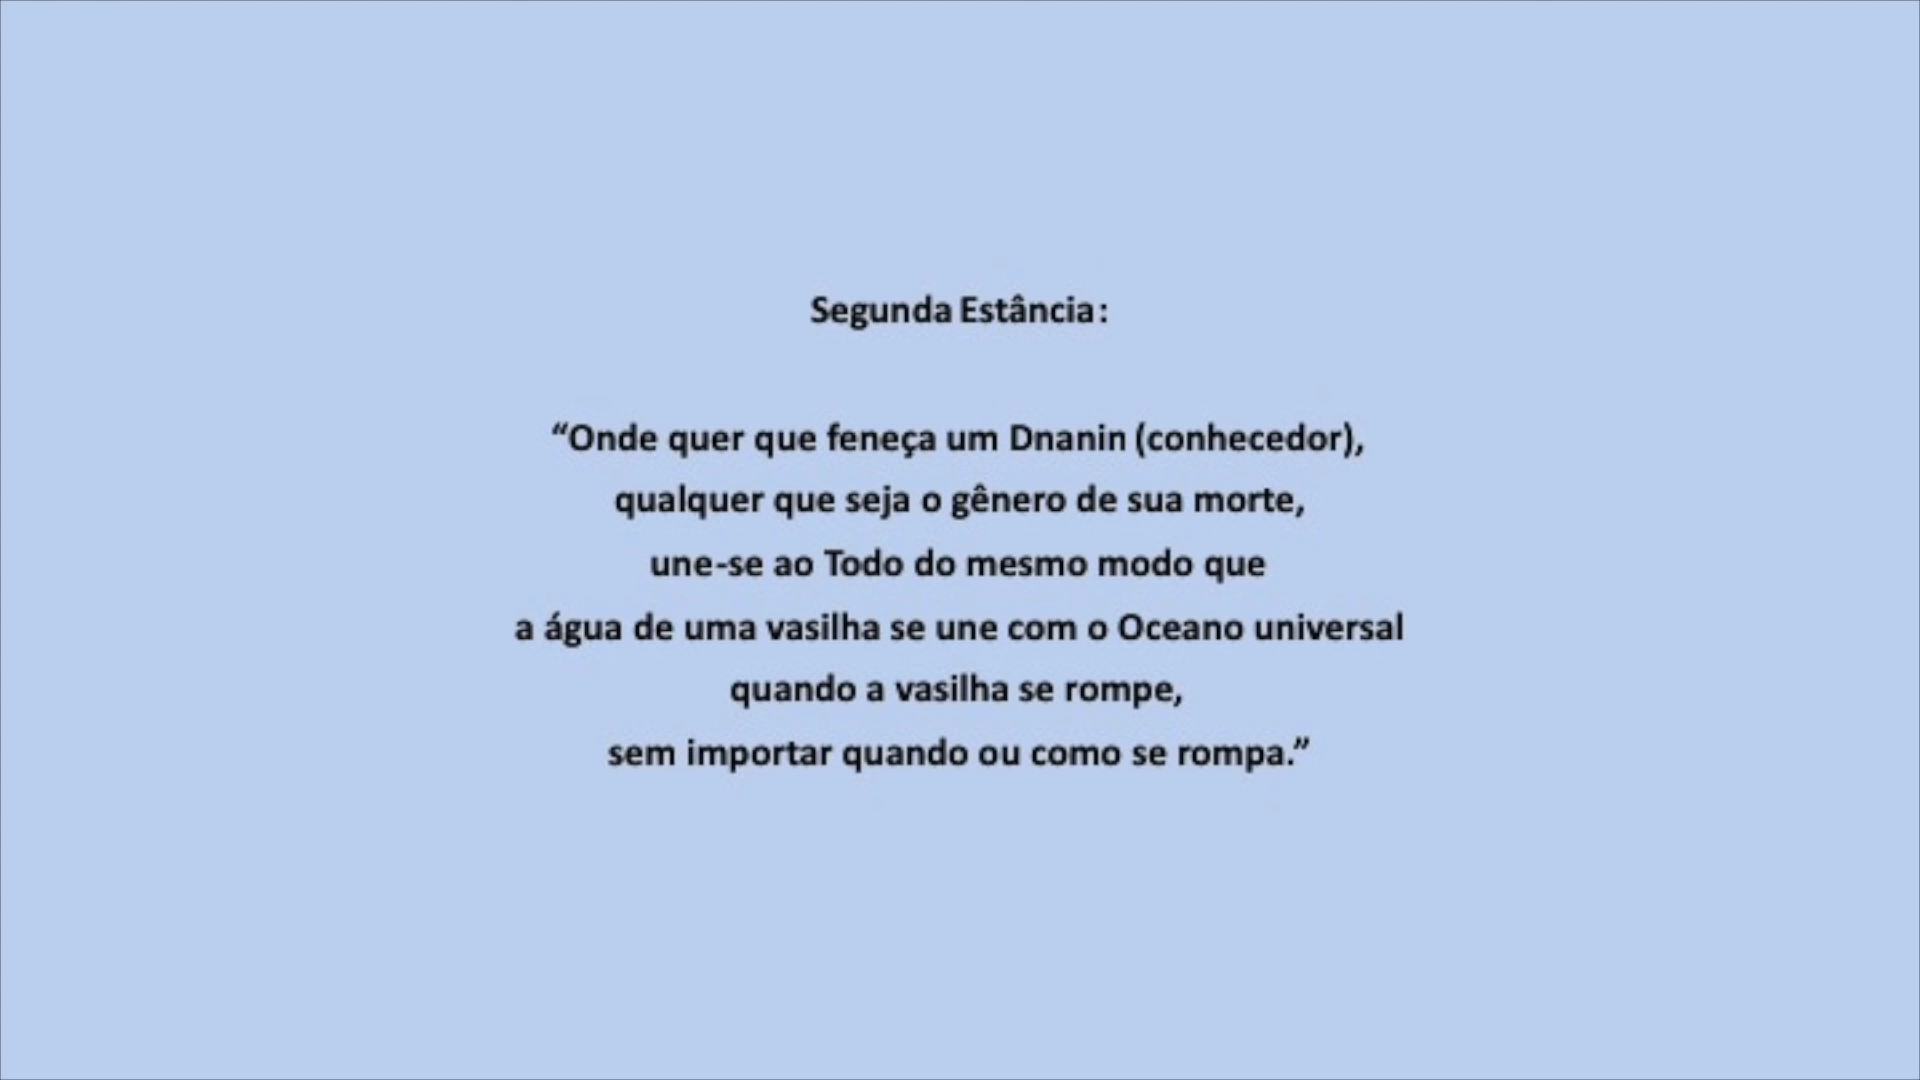 Segunda Estância:
“Onde quer que feneça um Dnanin (conhecedor),
qualquer que seja o gênero de sua morte,
une-se ao Todo do mesmo modo que
a água de uma vasilha se une com o Oceano universal
quando a vasilha se rompe,
sem importar quando ou como se rompa.”